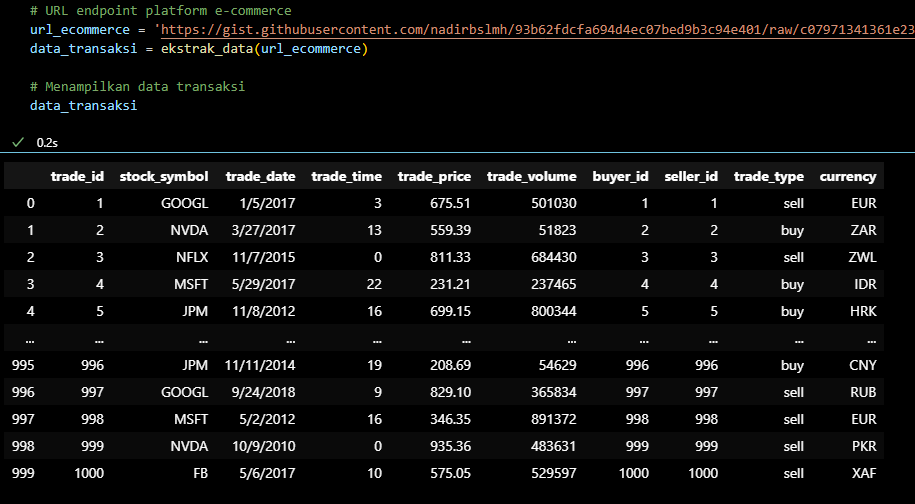 # URL endpoint platform e-commerce
url_ecommerce = 'https://gist.githubusercontent.com/nadirbslmh/93b62fdcfa694d4ec07bed9b3c94e401/raw/c07971341361e23
data_transaksi = ekstrak_data(url_ecommerce)
# Menampilkan data transaksi
data_transaksi
✓ 0.2s
trade_id stock_symbol trade_date trade_time trade_price trade_volume buyer_id seller_id trade_type currency
0 1 GOOGL 1/5/2017 3 675.51 501030 1 1 sell EUR
1 2 NVDA 3/27/2017 13 559.39 51823 2 2 buy ZAR
2 3 NFLX 11/7/2015 0 811.33 684430 3 3 sell ZWL
3 4 MSFT 5/29/2017 22 231.21 237465 4 4 buy IDR
4 5 JPM 11/8/2012 16 699.15 800344 5 5 buy HRK
... ... ... ... ... ... ... ... ... ... ...
995 996 JPM 11/11/2014 19 208.69 54629 996 996 buy CNY
996 997 GOOGL 9/24/2018 9 829.10 365834 997 997 sell RUB
997 998 MSFT 5/2/2012 16 346.35 891372 998 998 sell EUR
998 999 NVDA 10/9/2010 0 935.36 483631 999 999 sell PKR
999 1000 FB 5/6/2017 10 575.05 529597 1000 1000 sell XAF